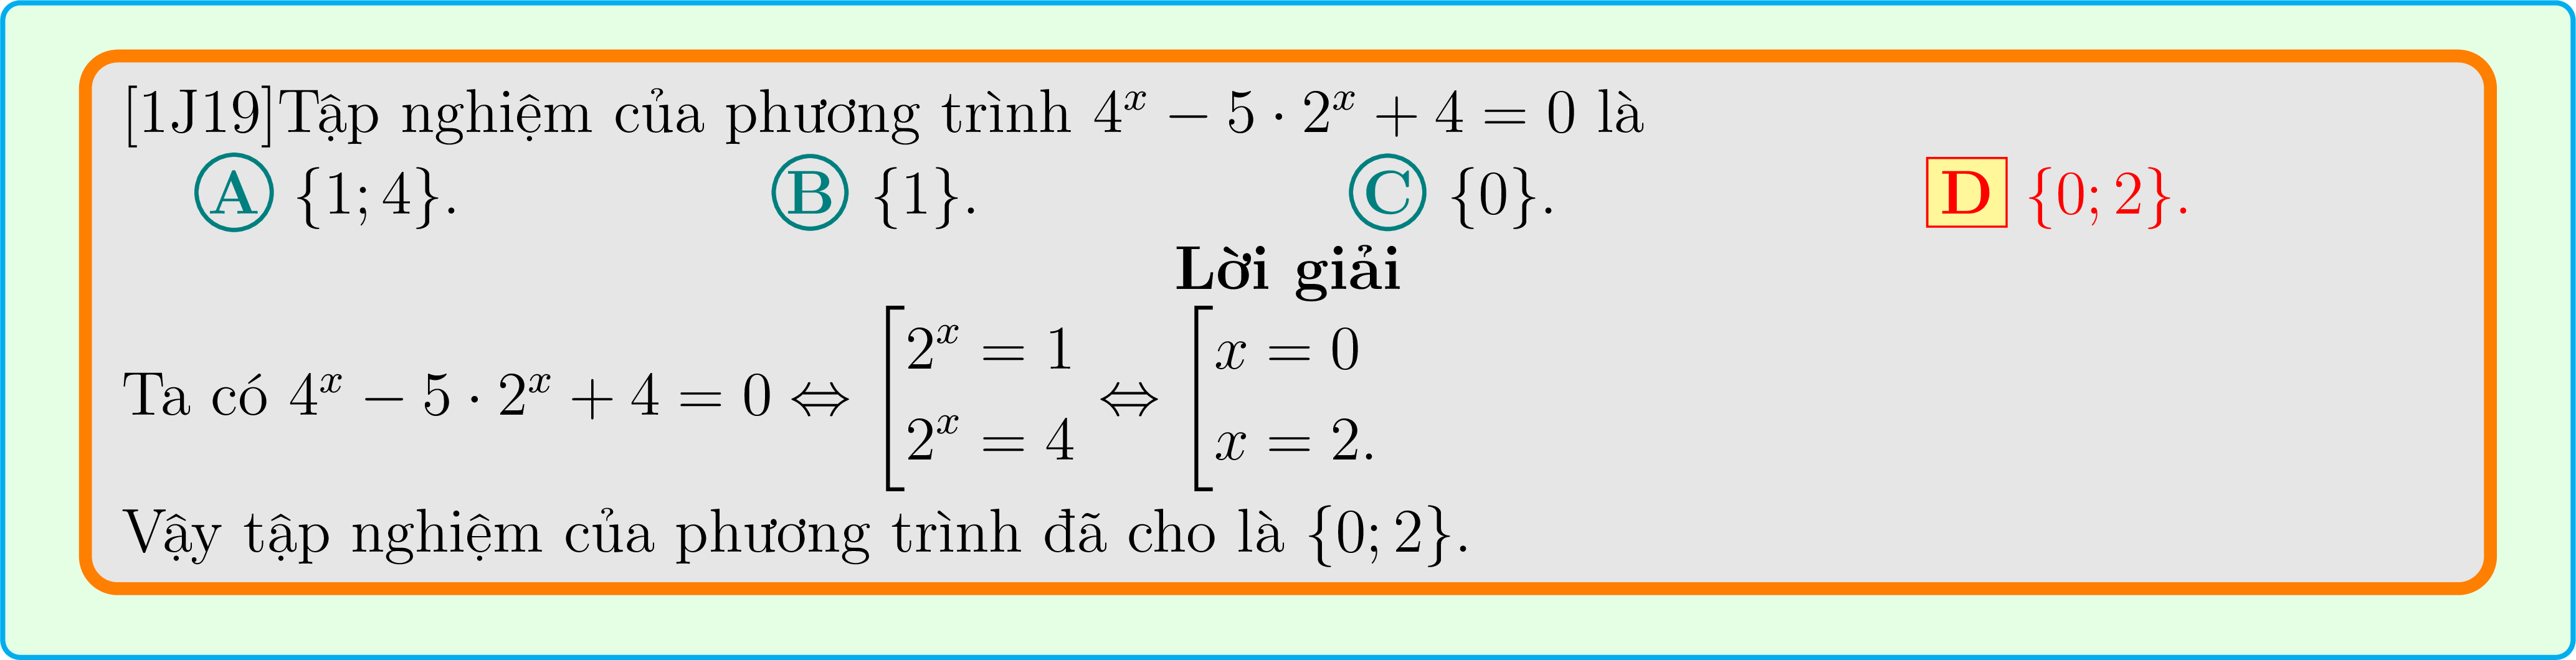 [1J19]Tập nghiệm của phương trình $4^x - 5 \cdot 2^x + 4 = 0$ là
A {1; 4}. B {1}. C {0}. D {0; 2}.
Lời giải
Ta có $4^x - 5 \cdot 2^x + 4 = 0 \Leftrightarrow \left[\begin{array}{l} 2^x = 1 \\ 2^x = 4 \end{array}\right. \Leftrightarrow \left[\begin{array}{l} x = 0 \\ x = 2. \end{array}\right.$
Vậy tập nghiệm của phương trình đã cho là {0; 2}.